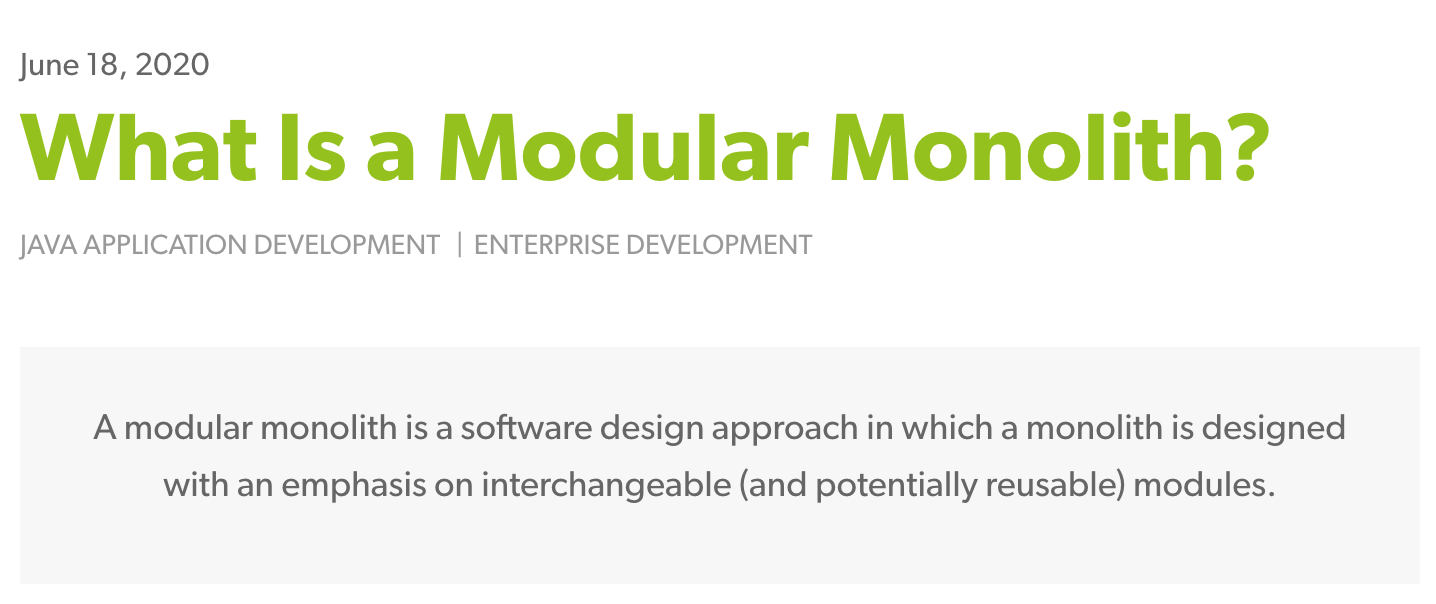 June 18, 2020
What Is a Modular Monolith?
JAVA APPLICATION DEVELOPMENT | ENTERPRISE DEVELOPMENT
A modular monolith is a software design approach in which a monolith is designed
with an emphasis on interchangeable (and potentially reusable) modules.